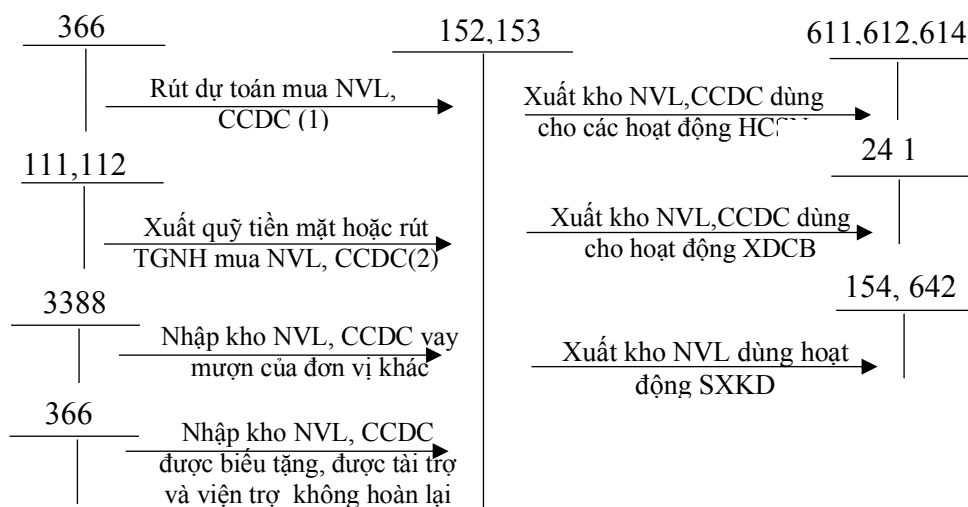 366
Rút dự toán mua NVL,
CCDC (1)
111,112
Xuất quỹ tiền mặt hoặc rút
TGNH mua NVL, CCDC(2)
3388
Nhập kho NVL, CCDC vay
mượn của đơn vị khác
366
Nhập kho NVL, CCDC
được biếu tặng, được tài trợ
và viện trợ không hoàn lại
152,153
611,612,614
Xuất kho NVL,CCDC dùng
cho các hoạt động
24 1
Xuất kho NVL,CCDC dùng
cho hoạt động XDCB
154, 642
Xuất kho NVL dùng hoạt
động SXKD